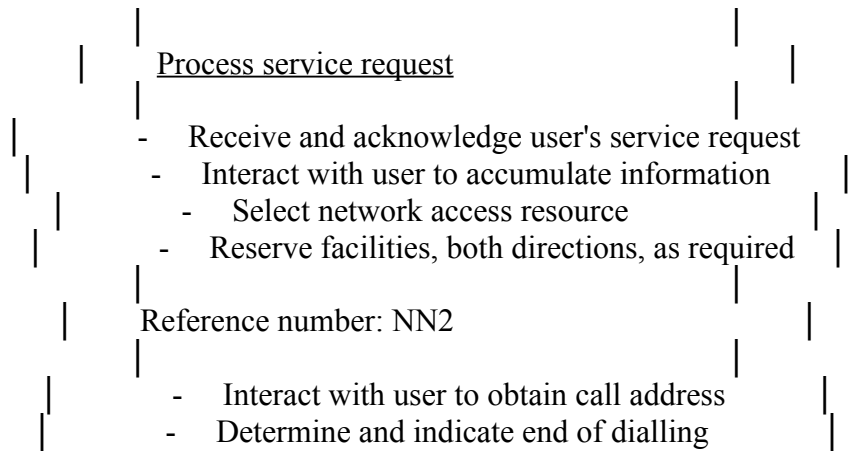 Process service request
- Receive and acknowledge user's service request
- Interact with user to accumulate information
- Select network access resource
- Reserve facilities, both directions, as required
Reference number: NN2
- Interact with user to obtain call address
- Determine and indicate end of dialling